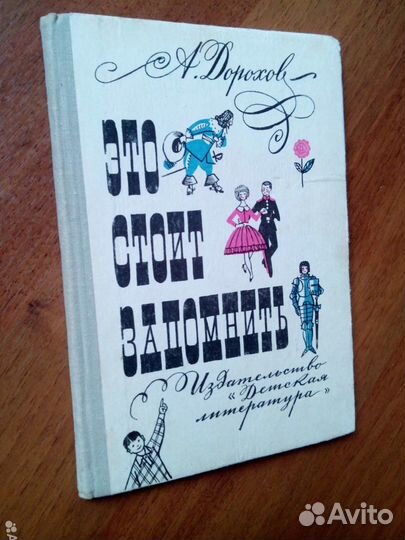 А. Дорохов
ЭТО
СТОИТ
ЗАПОМНИТЬ
Издательство
«Детская
литература»
Avito